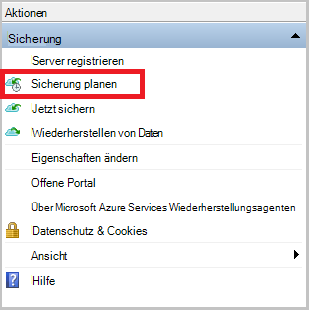 Aktionen
Sicherung
Server registrieren
Sicherung planen
Jetzt sichern
Wiederherstellen von Daten
Eigenschaften ändern
Offene Portal
Über Microsoft Azure Services Wiederherstellungsagenten
Datenschutz & Cookies
Ansicht
Hilfe